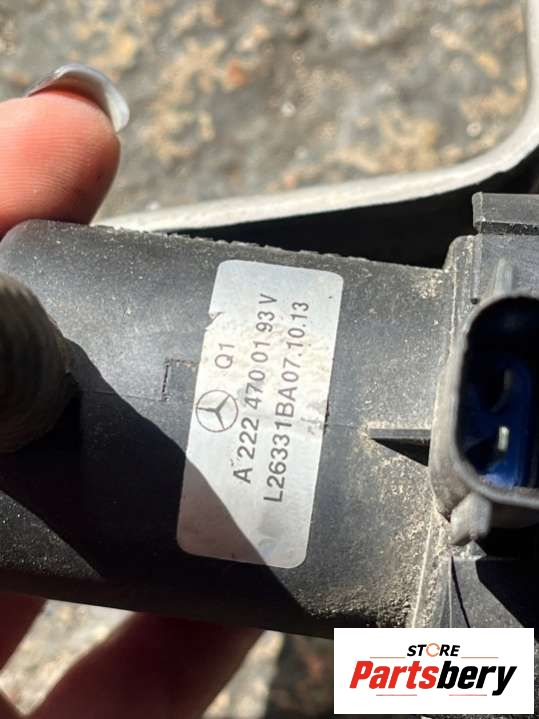 Q1
A 222 470 01 93 V
L26331BA07.10.13
STORE
Partsbery